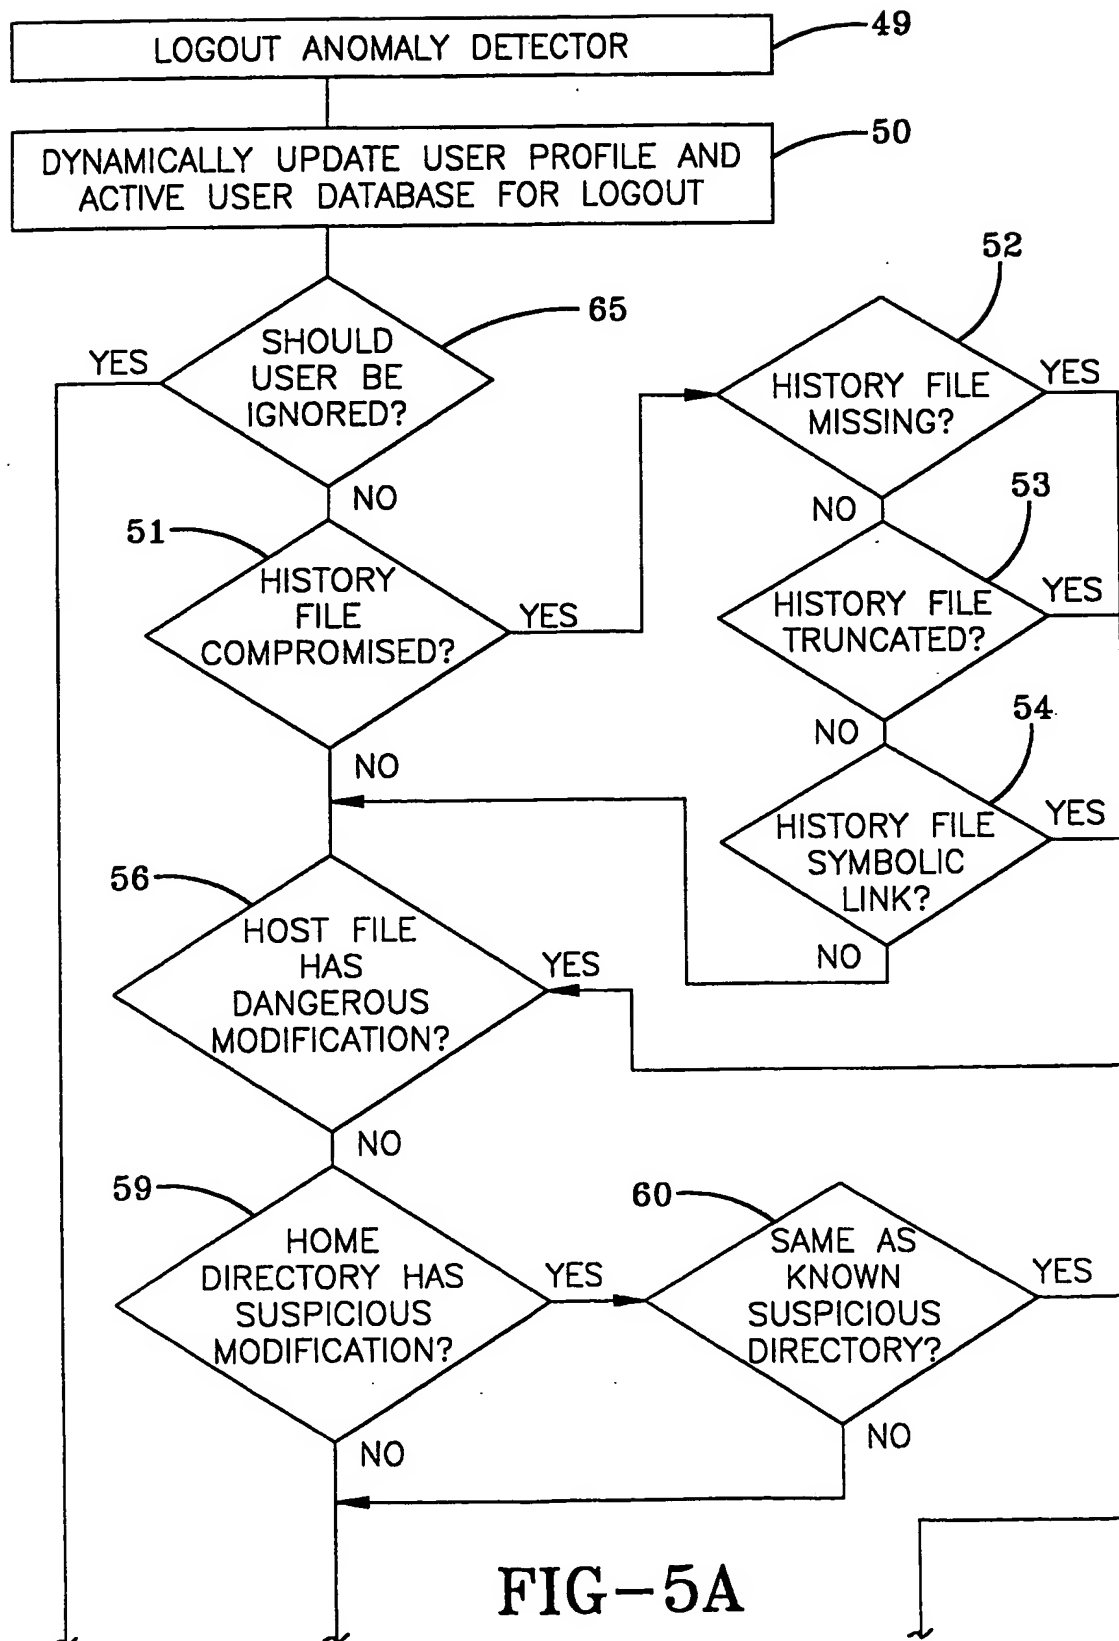 LOGOUT ANOMALY DETECTOR
49
DYNAMICALLY UPDATE USER PROFILE AND
ACTIVE USER DATABASE FOR LOGOUT
50
SHOULD
USER BE
IGNORED?
65
YES
NO
HISTORY
FILE
COMPROMISED?
51
YES
NO
HISTORY FILE
MISSING?
52
YES
NO
HISTORY FILE
TRUNCATED?
53
YES
NO
HISTORY FILE
SYMBOLIC
LINK?
54
YES
NO
HOST FILE
HAS
DANGEROUS
MODIFICATION?
56
YES
NO
HOME
DIRECTORY HAS
SUSPICIOUS
MODIFICATION?
59
YES
NO
SAME AS
KNOWN
SUSPICIOUS
DIRECTORY?
60
YES
NO
FIG-5A